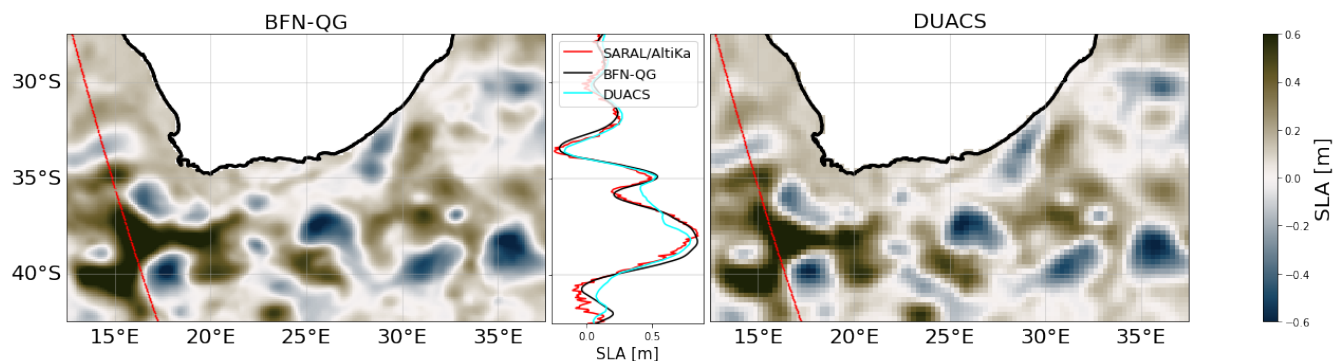 BFN-QG
DUACS
SARAL/AltiKa
BFN-QG
DUACS
30°S
35°S
40°S
15°E 20°E 25°E 30°E 35°E
0.0 0.5
SLA [m]
15°E 20°E 25°E 30°E 35°E
0.6
0.4
0.2
0.0
−0.2
−0.4
−0.6
SLA [m]